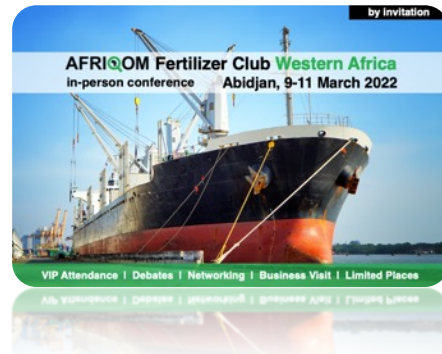 by invitation
AFRIQOM Fertilizer Club Western Africa
in-person conference Abidjan, 9-11 March 2022
VIP Attendance I Debates I Networking I Business Visit I Limited Places